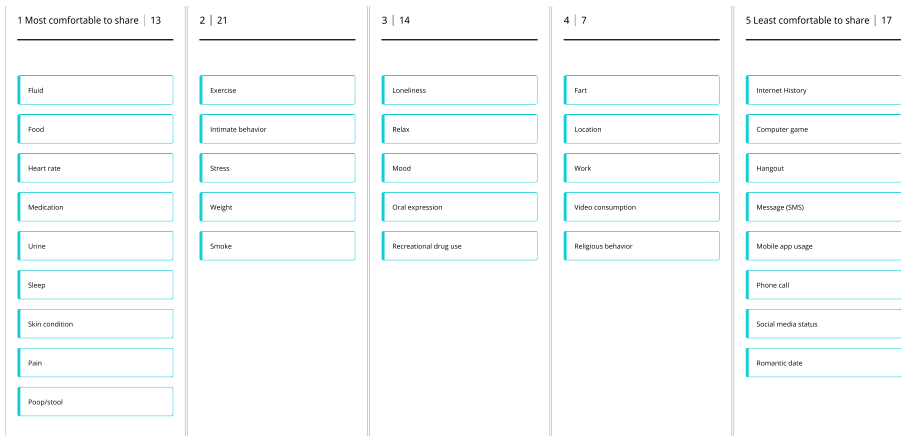 1 Most comfortable to share | 13
Fluid
Food
Heart rate
Medication
Urine
Sleep
Skin condition
Pain
Poop/stool
2 | 21
Exercise
Intimate behavior
Stress
Weight
Smoke
3 | 14
Loneliness
Relax
Mood
Oral expression
Recreational drug use
4 | 7
Fart
Location
Work
Video consumption
Religious behavior
5 Least comfortable to share | 17
Internet History
Computer game
Hangout
Message (SMS)
Mobile app usage
Phone call
Social media status
Romantic date